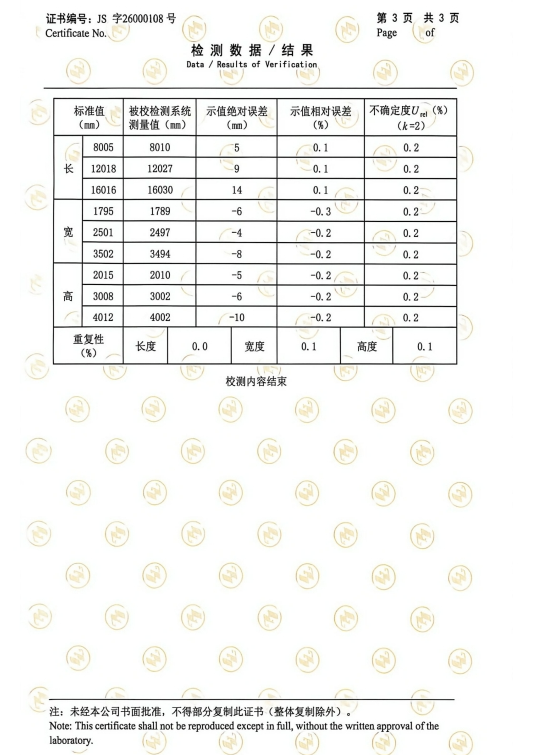 证书编号：JS 字26000108 号
Certificate No.
第 3 页 共 3 页
Page of
检 测 数 据 / 结 果
Data / Results of Verification
标准值（mm） 被校检测系统测量值（mm） 示值绝对误差（mm） 示值相对误差（%） 不确定度Urel（%）（k=2）
长 8005 8010 5 0.1 0.2
12018 12027 9 0.1 0.2
16016 16030 14 0.1 0.2
宽 1795 1789 -6 -0.3 0.2
2501 2497 -4 -0.2 0.2
3502 3494 -8 -0.2 0.2
高 2015 2010 -5 -0.2 0.2
3008 3002 -6 -0.2 0.2
4012 4002 -10 -0.2 0.2
重复性（%） 长度 0.0 宽度 0.1 高度 0.1
校测内容结束
注：未经本公司书面批准，不得部分复制此证书（整体复制除外）。
Note: This certificate shall not be reproduced except in full, without the written approval of the
laboratory.